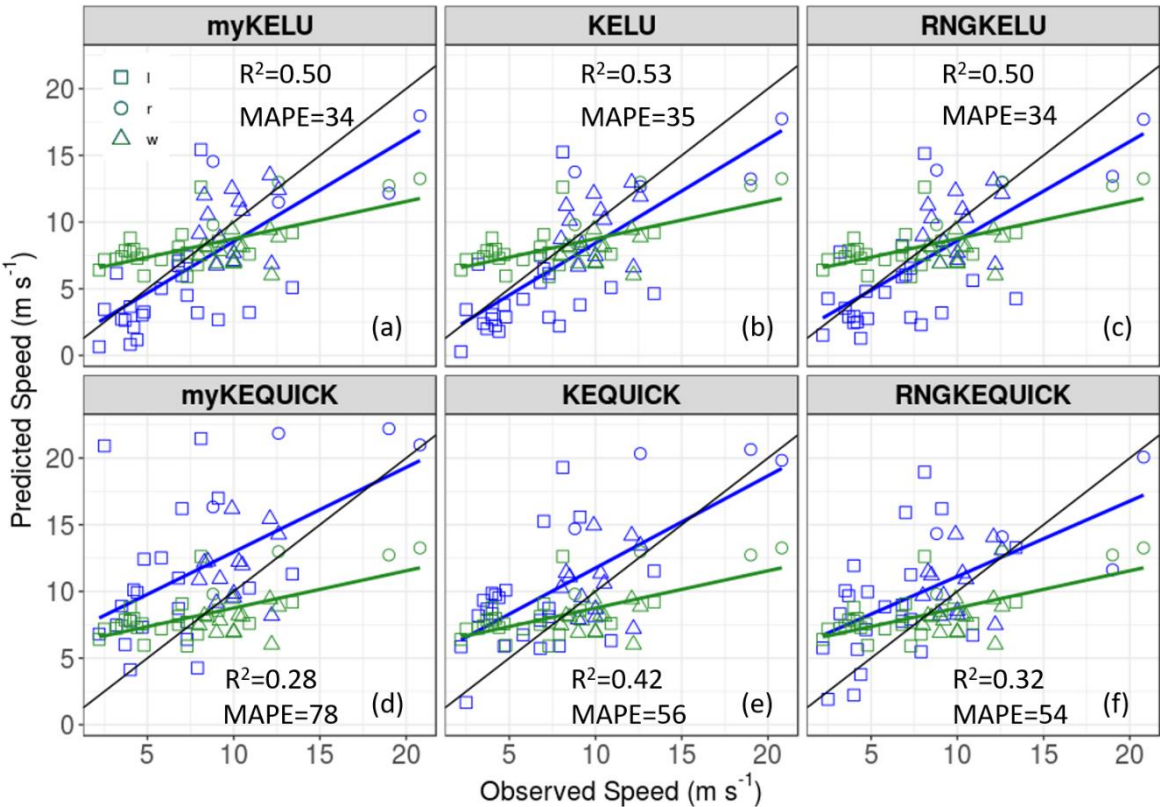 myKELU
KELU
RNGKELU
l
r
w
R²=0.50
MAPE=34
R²=0.53
MAPE=35
R²=0.50
MAPE=34
20
15
10
5
0
(a)
(b)
(c)
Predicted Speed (m s⁻¹)
myKEQUICK
KEQUICK
RNGKEQUICK
20
15
10
5
0
R²=0.28
MAPE=78
(d)
R²=0.42
MAPE=56
(e)
R²=0.32
MAPE=54
(f)
5 10 15 20 5 10 15 20 5 10 15 20
Observed Speed (m s⁻¹)